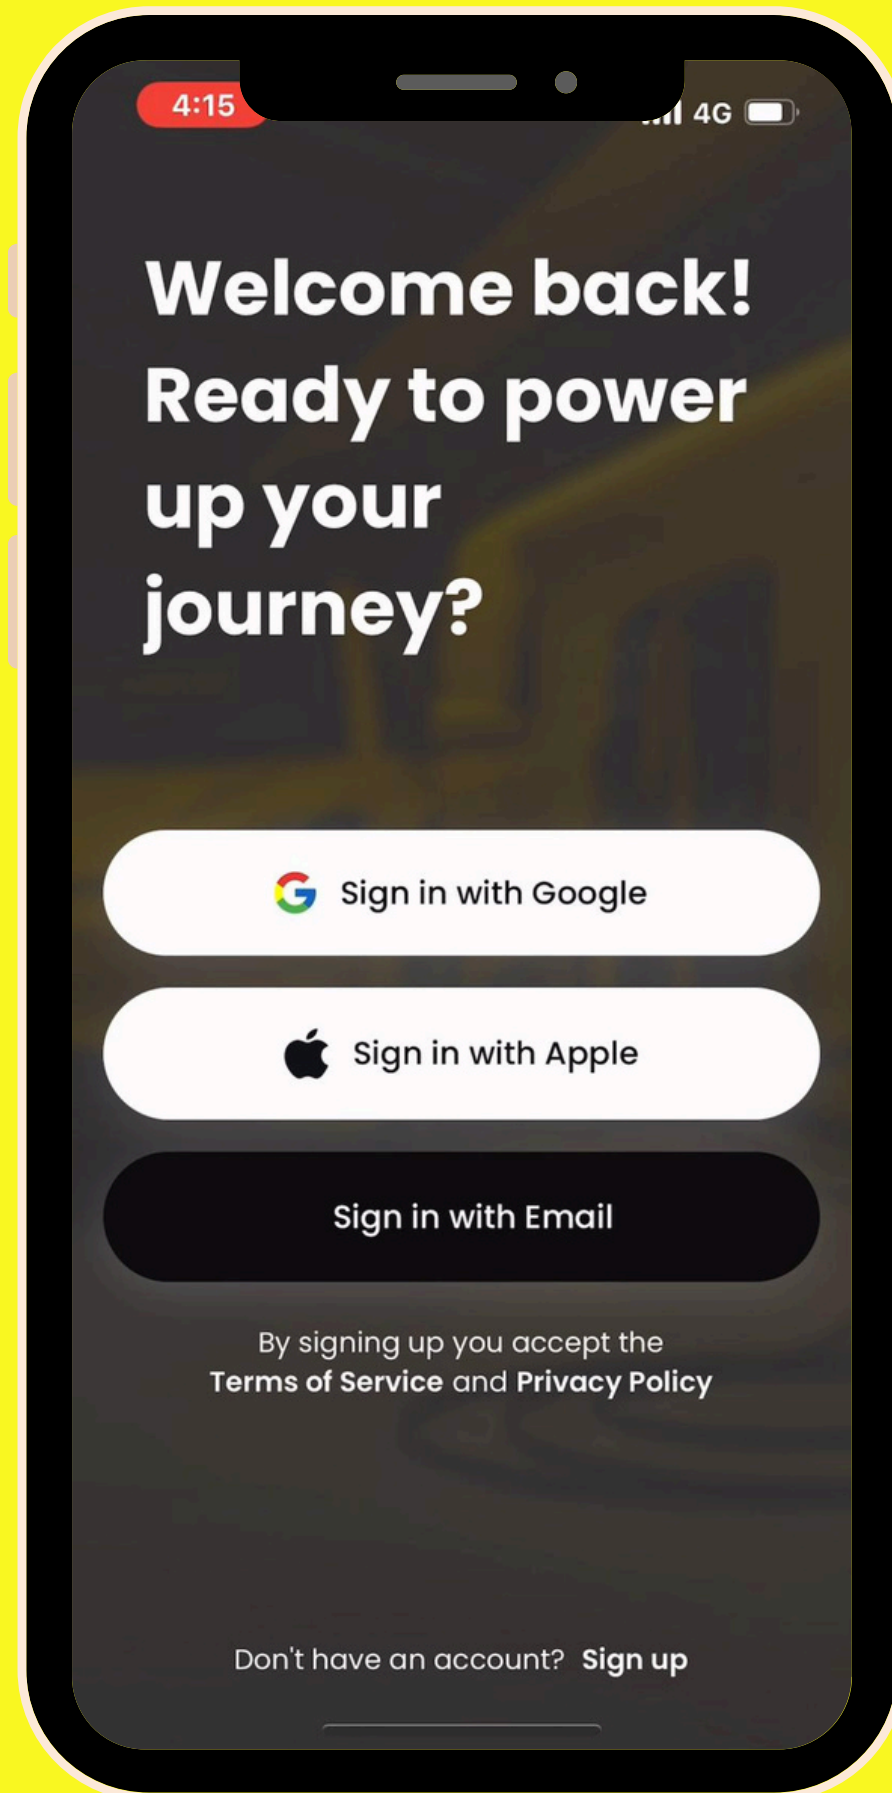 4:15 4G
Welcome back!
Ready to power
up your
journey?
Sign in with Google
Sign in with Apple
Sign in with Email
By signing up you accept the
Terms of Service and Privacy Policy
Don't have an account? Sign up